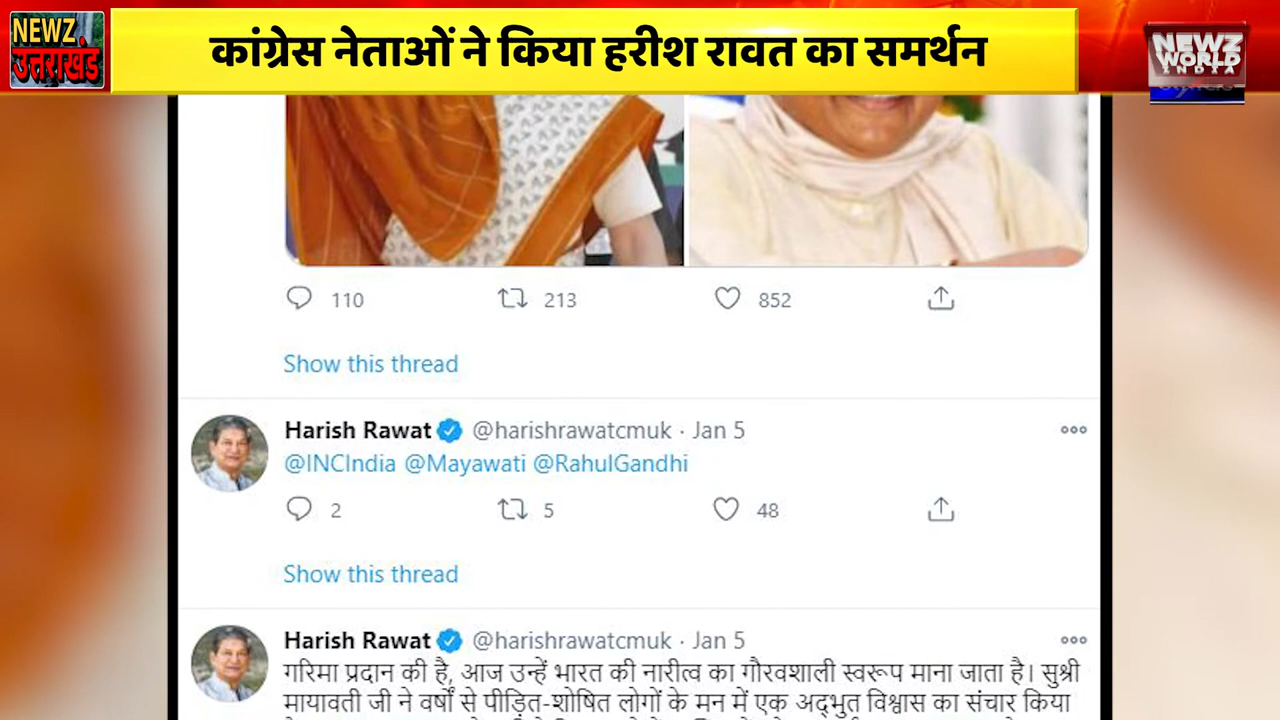 NEWZ
उत्तराखंड
कांग्रेस नेताओं ने किया हरीश रावत का समर्थन
NEWZ
WORLD
INDIA
110 213 852
Show this thread
Harish Rawat @harishrawatcmuk · Jan 5
@INCIndia @Mayawati @RahulGandhi
2 5 48
Show this thread
Harish Rawat @harishrawatcmuk · Jan 5
गरिमा प्रदान की है, आज उन्हें भारत की नारीत्व का गौरवशाली स्वरूप माना जाता है। सुश्री
मायावती जी ने वर्षों से पीड़ित-शोषित लोगों के मन में एक अद्भुत विश्वास का संचार किया